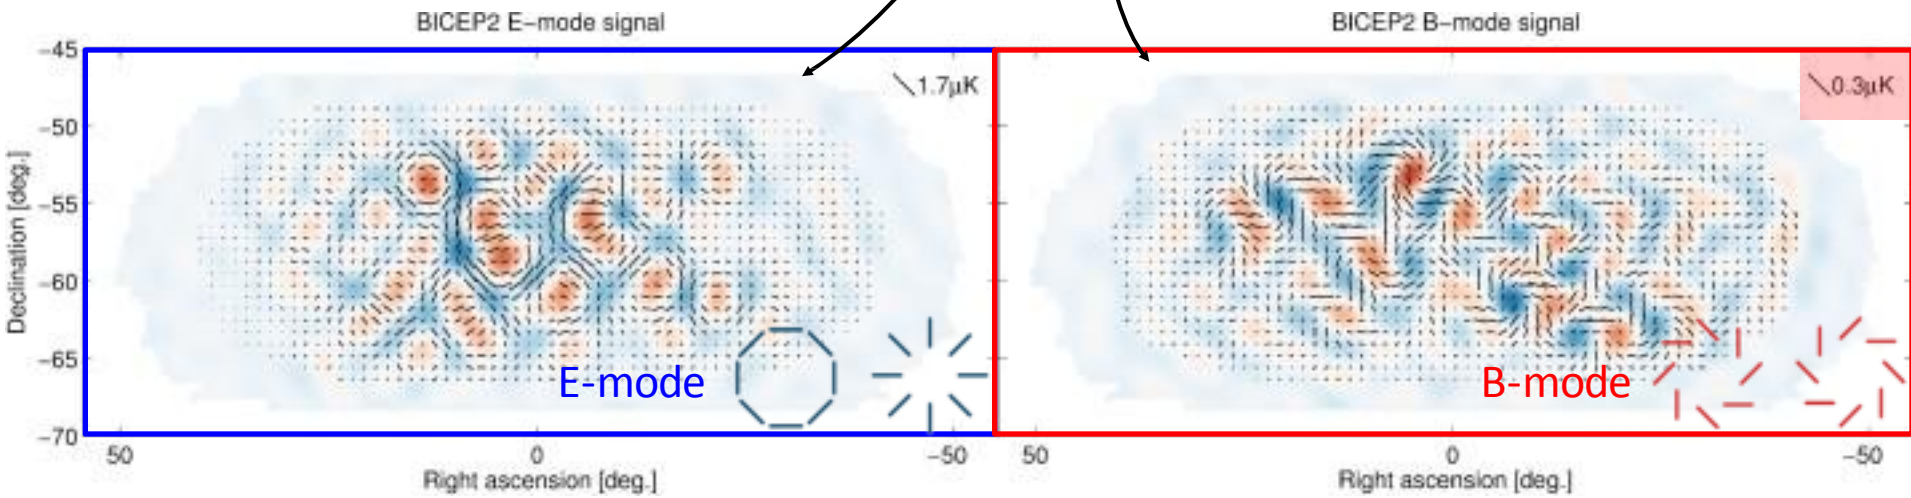 BICEP2 E-mode signal
BICEP2 B-mode signal
−45
−50
−55
−60
−65
−70
Declination [deg.]
1.7μK
0.3μK
E-mode
B-mode
50
0
−50
50
0
−50
Right ascension [deg.]
Right ascension [deg.]